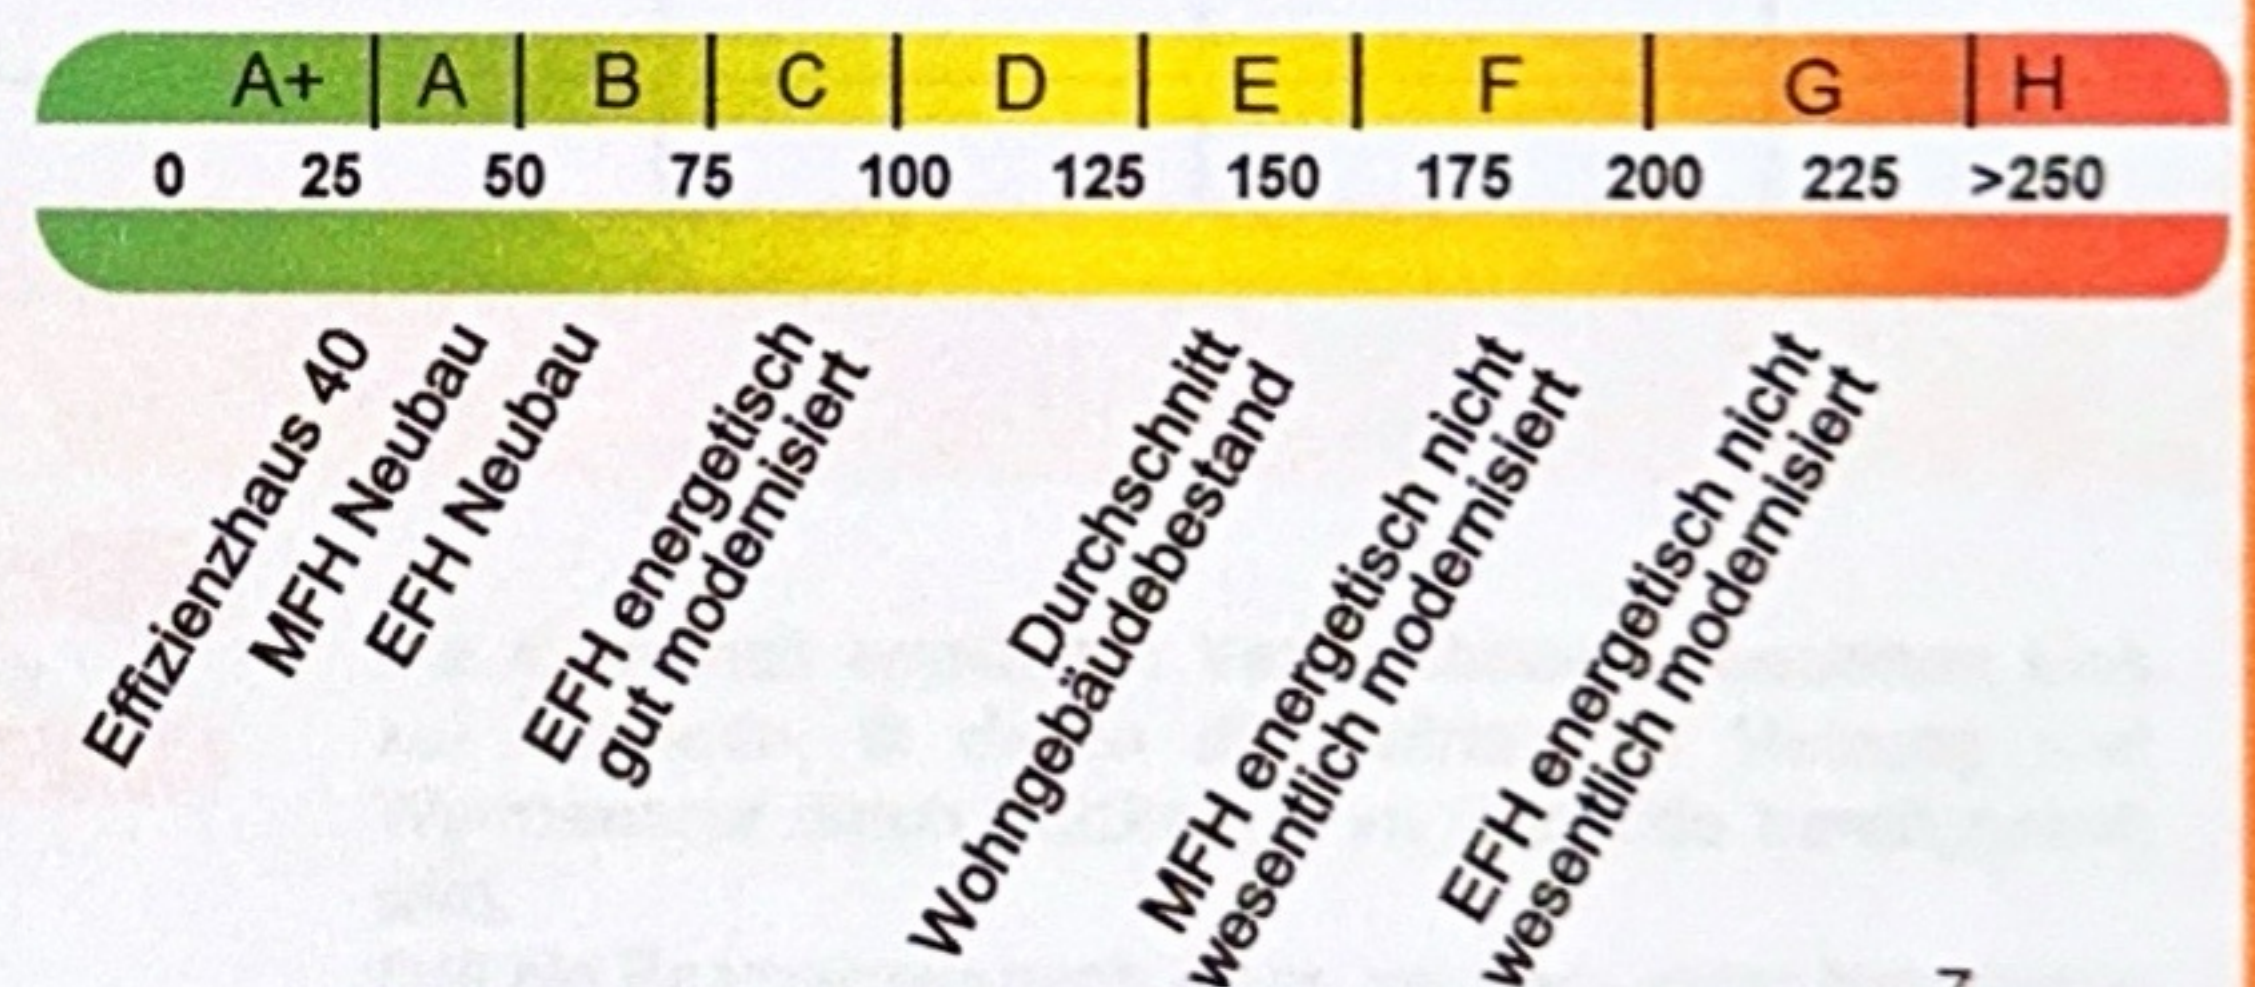 A+ A B C D E F G H
0 25 50 75 100 125 150 175 200 225 >250
Effizienzhaus 40
MFH Neubau
EFH Neubau
EFH energetisch
gut modernisiert
Durchschnitt
Wohngebäudebestand
MFH energetisch nicht
wesentlich modernisiert
EFH energetisch nicht
wesentlich modernisiert